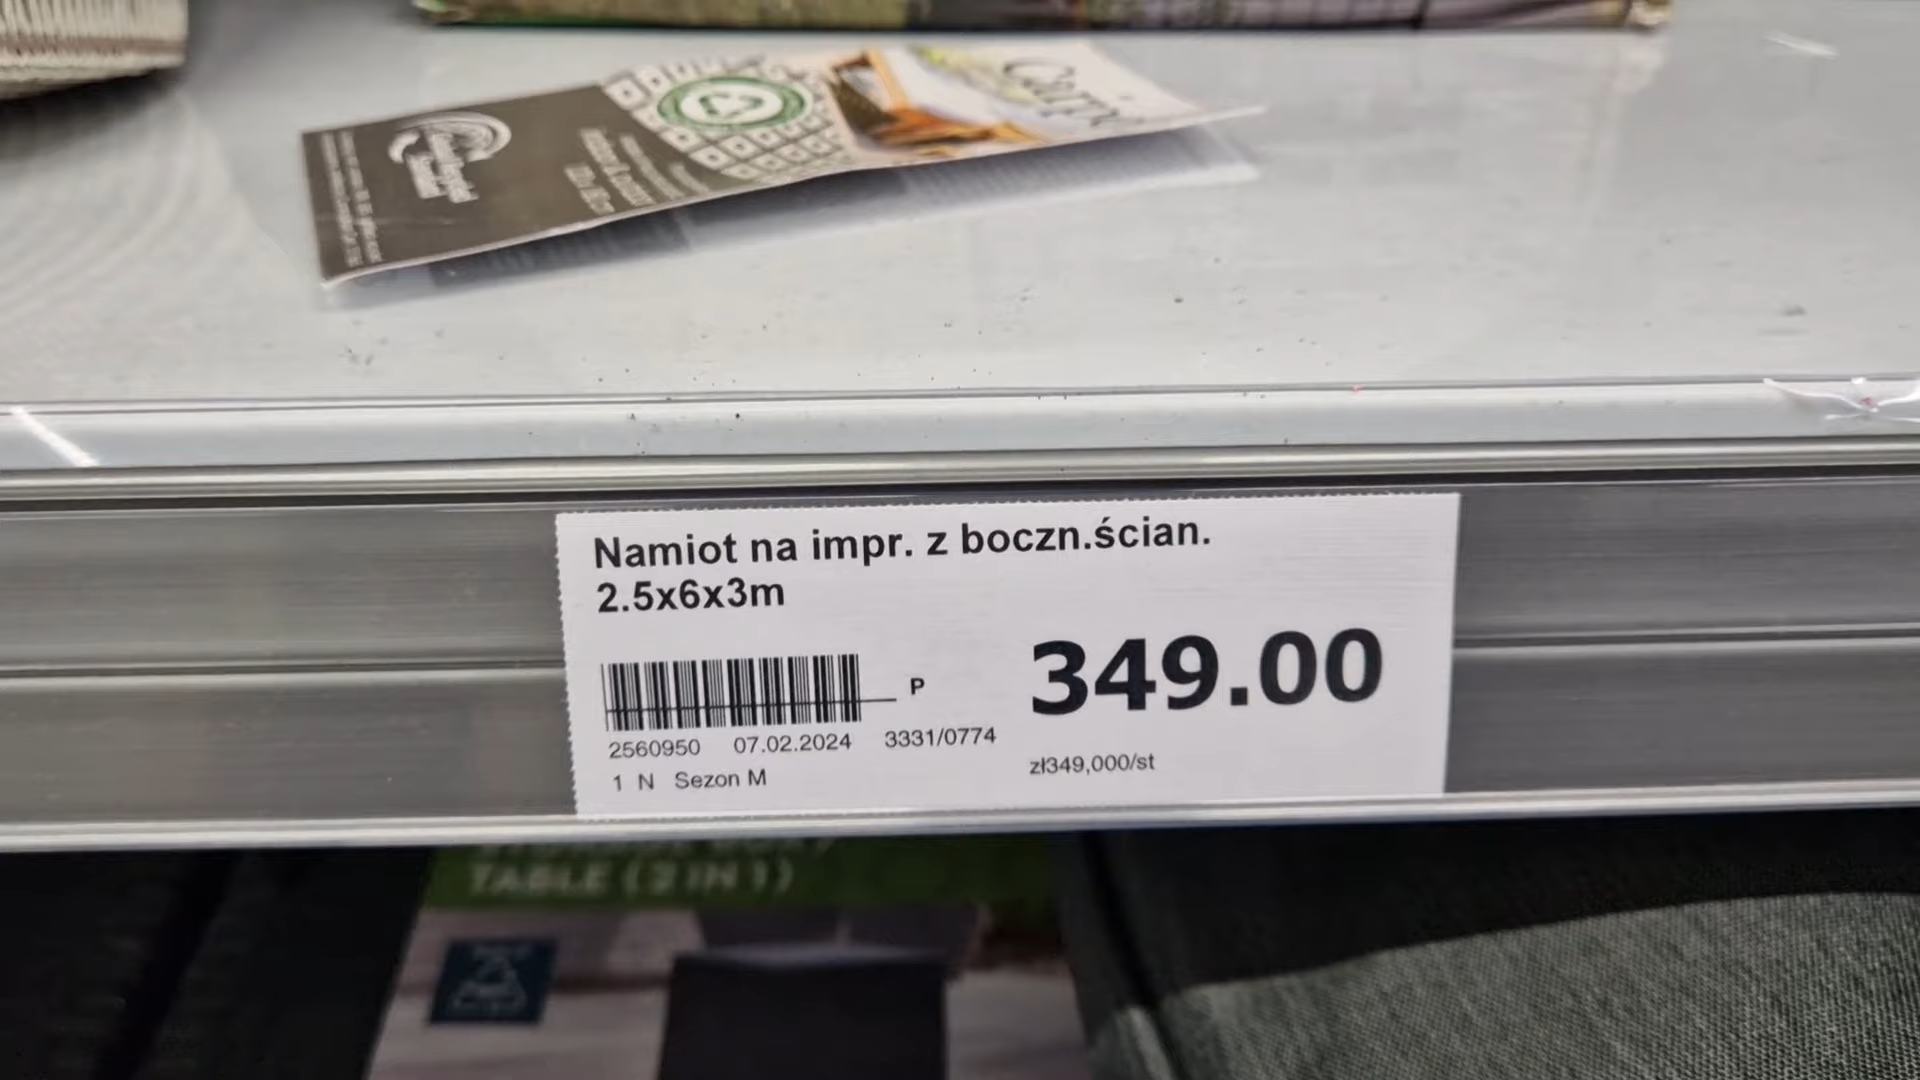 Carpi
Namiot na impr. z boczn.ścian.
2.5x6x3m
349.00
P
2560950 07.02.2024 3331/0774
1 N Sezon M
zł349,000/st
TABLE (2 IN 1)